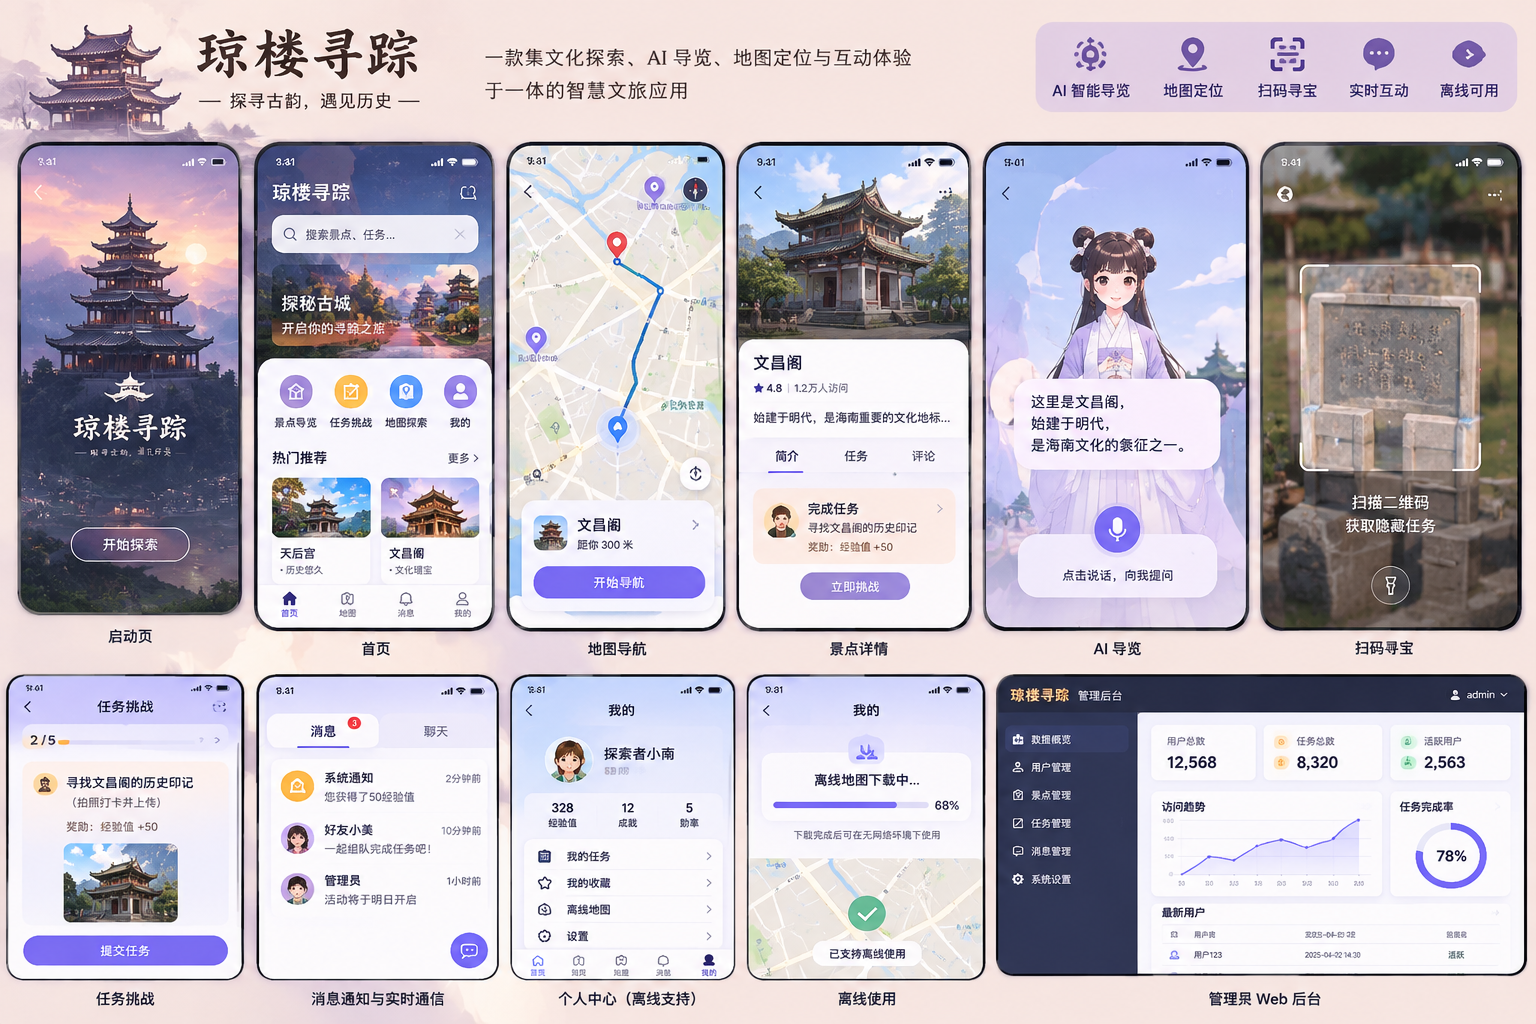 琼楼寻踪
— 探寻古韵，遇见历史 —
一款集文化探索、AI 导览、地图定位与互动体验
于一体的智慧文旅应用
AI 智能导览
地图定位
扫码寻宝
实时互动
离线可用
琼楼寻踪
开始探索
启动页
琼楼寻踪
搜索景点、任务...
探秘古城
开启你的寻踪之旅
景点导览
任务挑战
地图探索
我的
热门推荐
更多
天后宫
• 历史悠久
文昌阁
• 文化瑰宝
首页
地图
消息
我的
首页
文昌阁
距你 300 米
开始导航
地图导航
9:41
文昌阁
4.8 | 1.2万人访问
始建于明代，是海南重要的文化地标...
简介
任务
评论
完成任务
寻找文昌阁的历史印记
奖励：经验值 +50
立即挑战
景点详情
这里是文昌阁，
始建于明代，
是海南文化的象征之一。
点击说话，向我提问
AI 导览
扫描二维码
获取隐藏任务
扫码寻宝
任务挑战
2/5
寻找文昌阁的历史印记
（拍照打卡并上传）
奖励：经验值 +50
提交任务
任务挑战
消息
3
聊天
系统通知
2分钟前
您获得了50经验值
好友小美
10分钟前
一起组队完成任务吧！
管理员
1小时前
活动将于明日开启
消息通知与实时通信
我的
探索者小南
328
经验值
12
5
我的任务
我的收藏
离线地图
设置
我的
个人中心（离线支持）
我的
离线地图下载中...
68%
下载完成后可在无网络环境下使用
已支持离线使用
离线使用
琼楼寻踪 管理后台
admin
数据概览
用户管理
景点管理
任务管理
消息管理
系统设置
用户总数
12,568
任务总数
8,320
活跃用户
2,563
访问趋势
任务完成率
78%
最新用户
用户123
2025-04-22 14:30
活跃
管理员 Web 后台